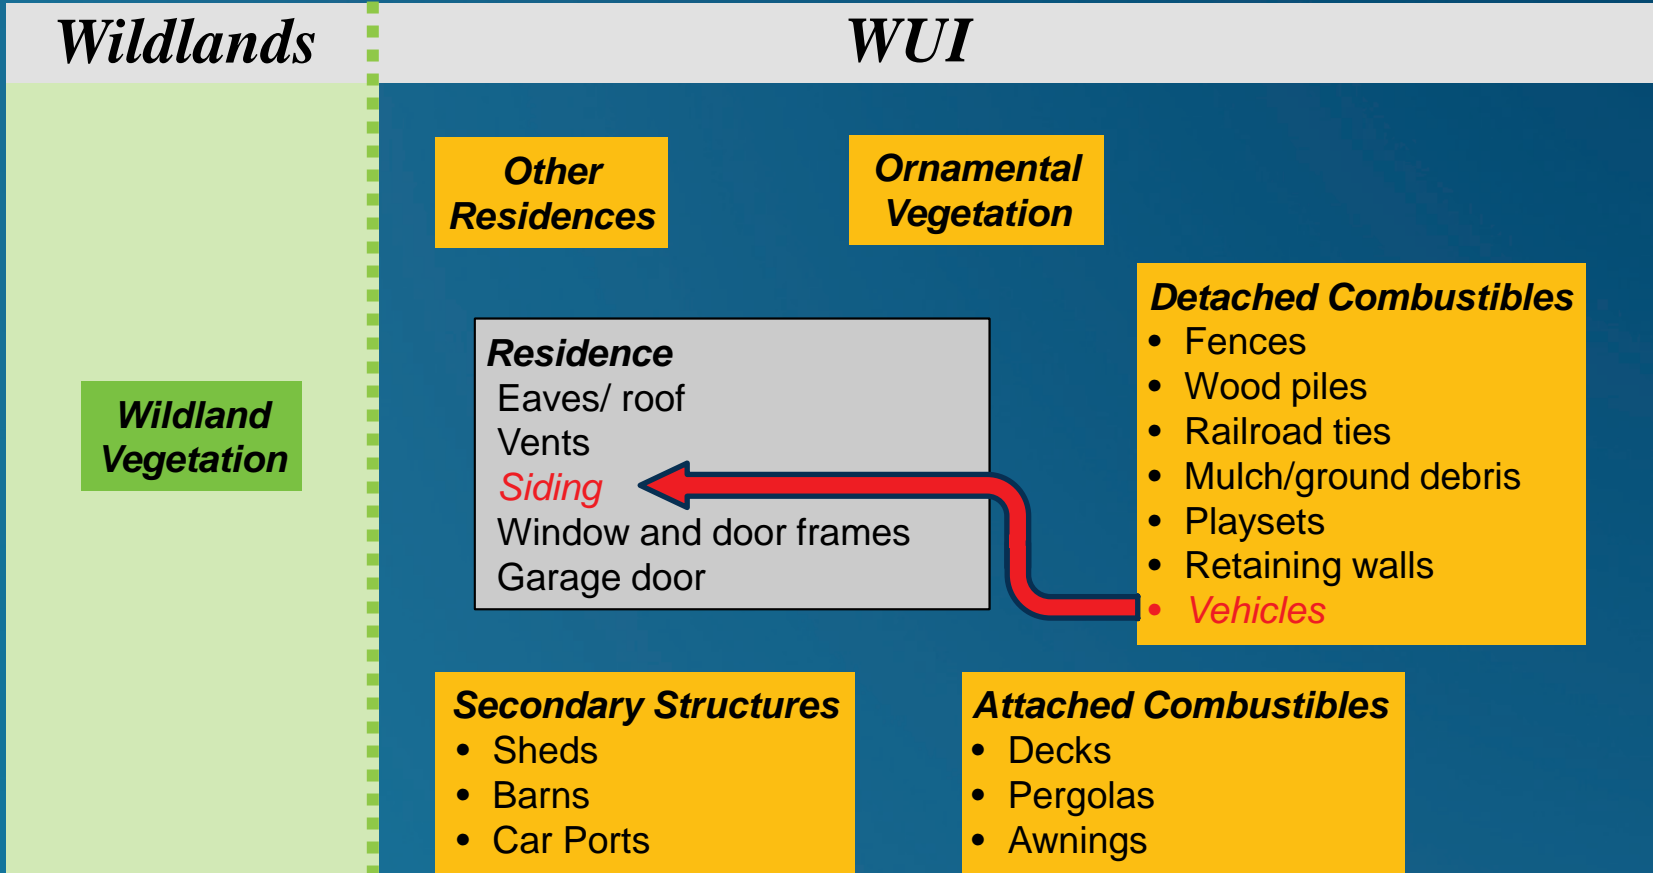 Wildlands
WUI
Other
Residences
Ornamental
Vegetation
Wildland
Vegetation
Residence
Eaves/ roof
Vents
Siding
Window and door frames
Garage door
Detached Combustibles
• Fences
• Wood piles
• Railroad ties
• Mulch/ground debris
• Playsets
• Retaining walls
• Vehicles
Secondary Structures
• Sheds
• Barns
• Car Ports
Attached Combustibles
• Decks
• Pergolas
• Awnings